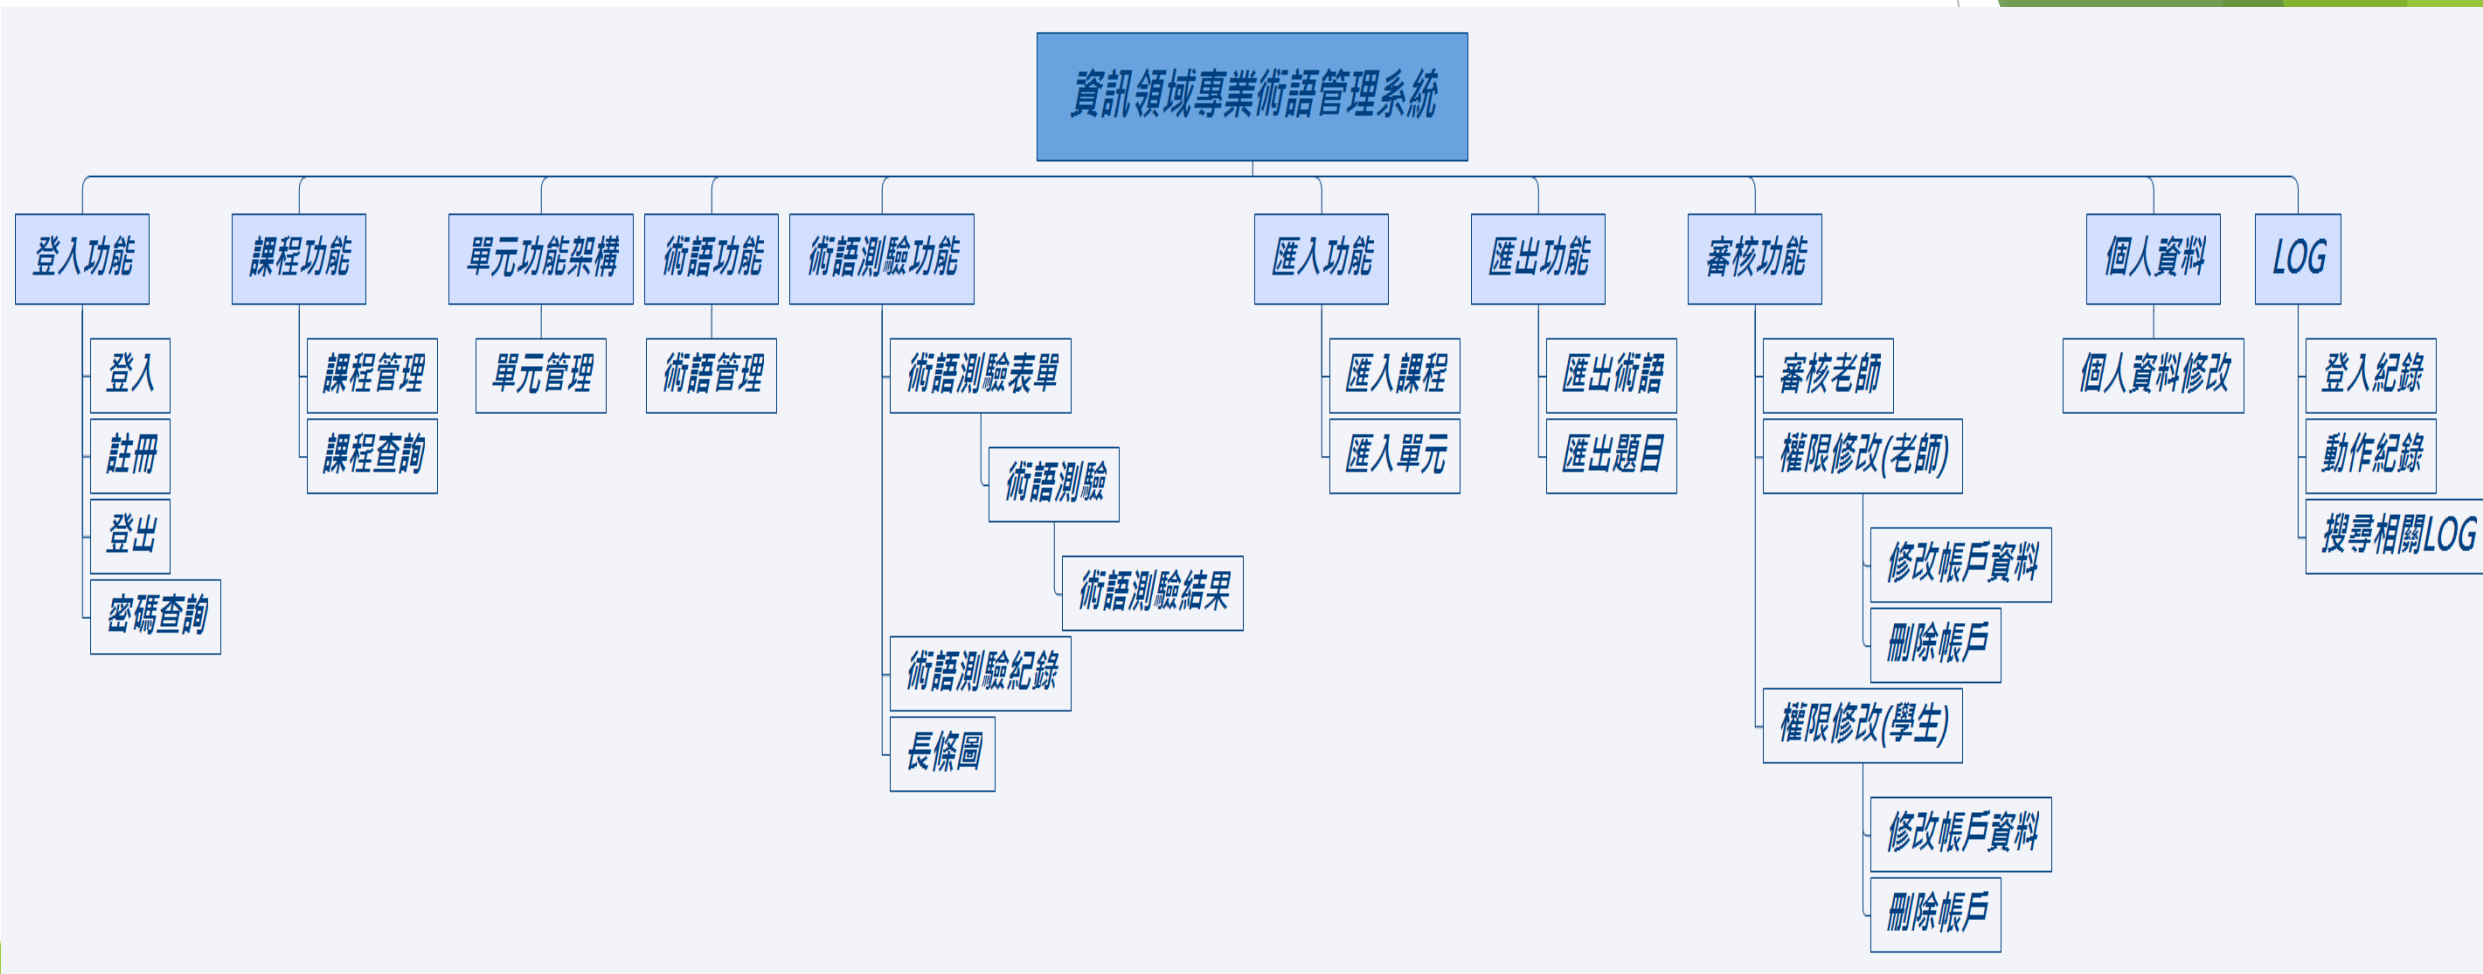 資訊領域專業術語管理系統
登入功能
登入
註冊
登出
密碼查詢
課程功能
課程管理
課程查詢
單元功能架構
單元管理
術語功能
術語管理
術語測驗功能
術語測驗表單
術語測驗
術語測驗結果
術語測驗紀錄
長條圖
匯入功能
匯入課程
匯入單元
匯出功能
匯出術語
匯出題目
審核功能
審核老師
權限修改(老師)
修改帳戶資料
刪除帳戶
權限修改(學生)
修改帳戶資料
刪除帳戶
個人資料
個人資料修改
LOG
登入紀錄
動作紀錄
搜尋相關LOG